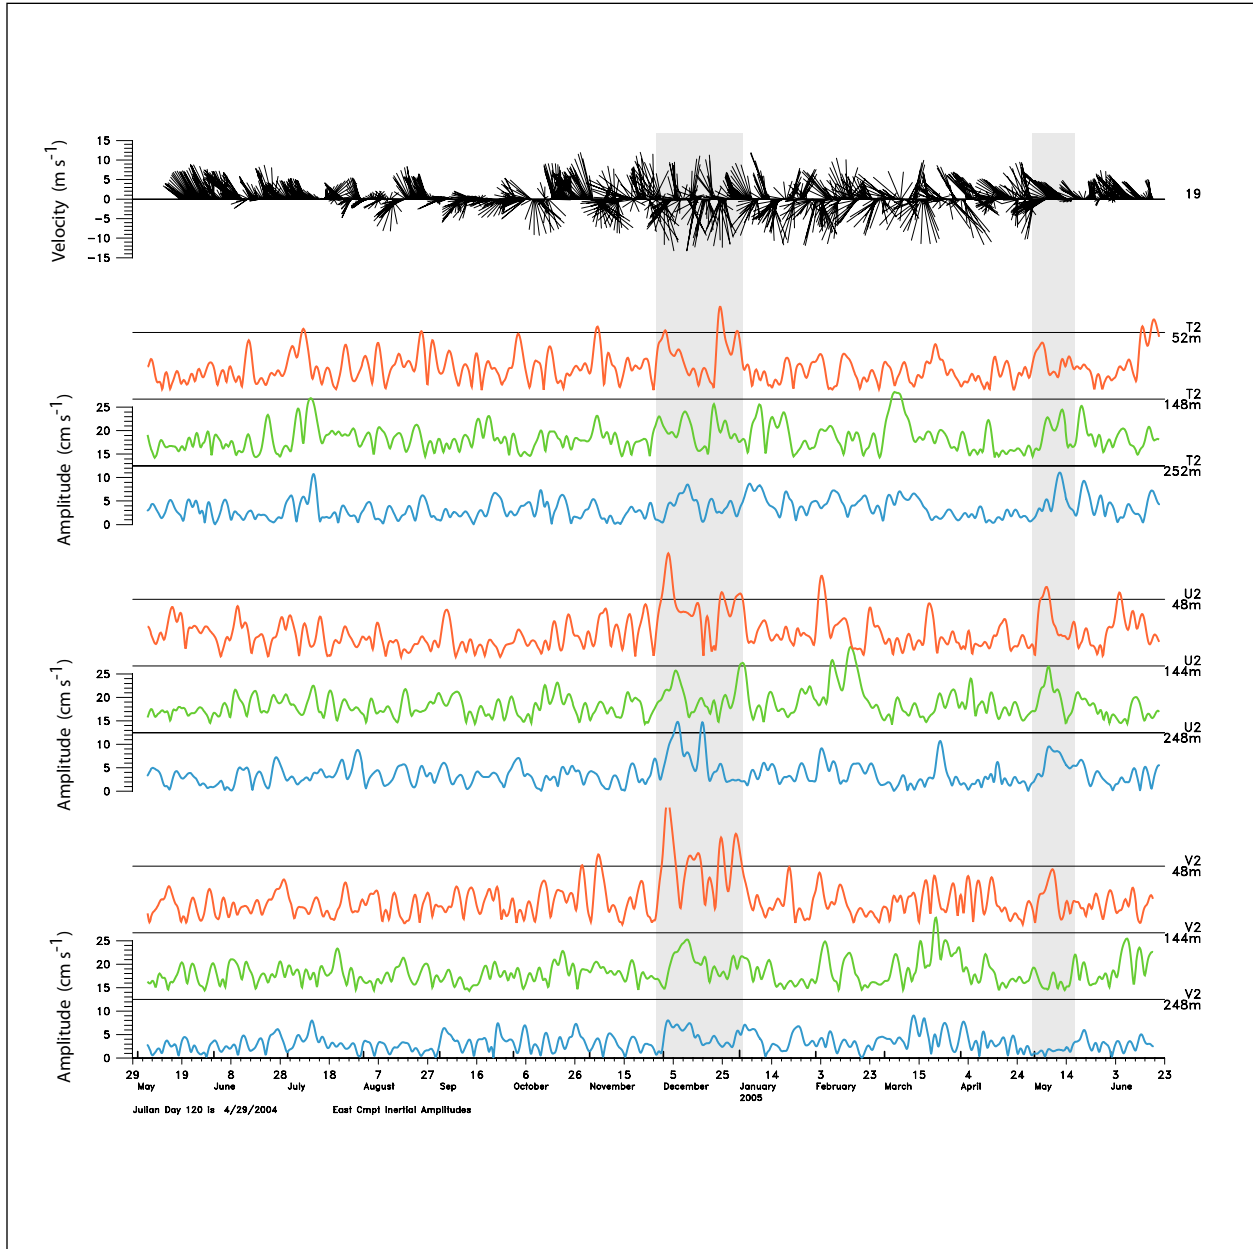 Velocity (m s-1)
15
10
5
0
-5
-10
-15
19
T2
52m
T2
148m
T2
252m
Amplitude (cm s-1)
25
20
15
10
5
0
U2
48m
U2
144m
U2
248m
Amplitude (cm s-1)
25
20
15
10
5
0
V2
48m
V2
144m
V2
248m
Amplitude (cm s-1)
25
20
15
10
5
0
29 19 8 28 18 7 27 16 6 26 15 5 25 14 3 23 15 4 24 14 3 23
May June July August Sep October November December January February March April May June
2005
Julian Day 120 is 4/29/2004 East Cmpt Inertial Amplitudes